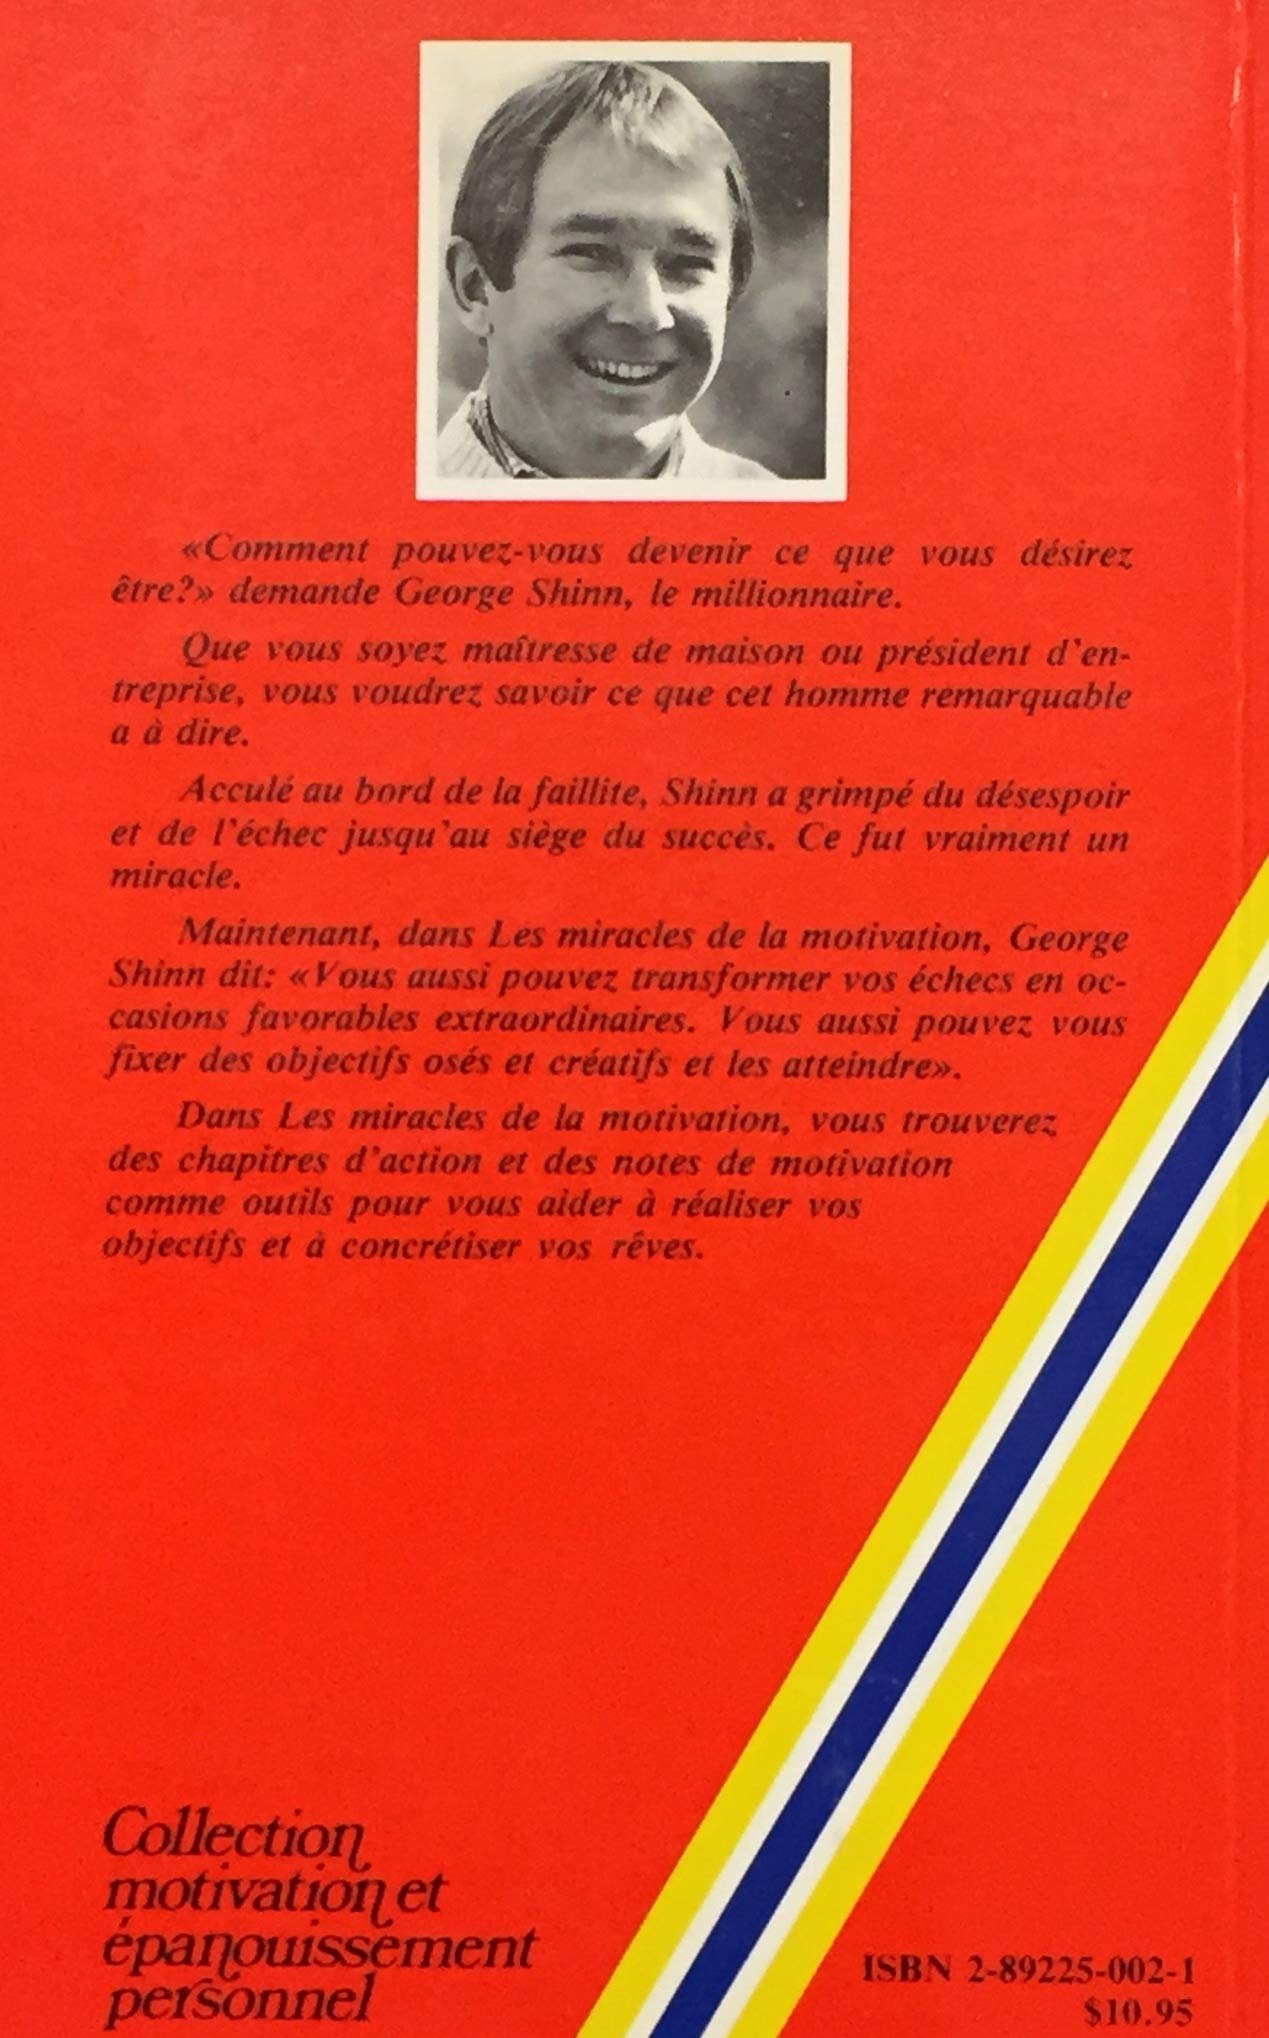 «Comment pouvez-vous devenir ce que vous désirez
être?» demande George Shinn, le millionnaire.
Que vous soyez maîtresse de maison ou président d'en-
treprise, vous voudrez savoir ce que cet homme remarquable
a à dire.
Acculé au bord de la faillite, Shinn a grimpé du désespoir
et de l'échec jusqu'au siège du succès. Ce fut vraiment un
miracle.
Maintenant, dans Les miracles de la motivation, George
Shinn dit: «Vous aussi pouvez transformer vos échecs en oc-
casions favorables extraordinaires. Vous aussi pouvez vous
fixer des objectifs osés et créatifs et les atteindre».
Dans Les miracles de la motivation, vous trouverez
des chapitres d'action et des notes de motivation
comme outils pour vous aider à réaliser vos
objectifs et à concrétiser vos rêves.
Collection
motivation et
épanouissement
personnel
ISBN 2-89225-002-1
$10.95